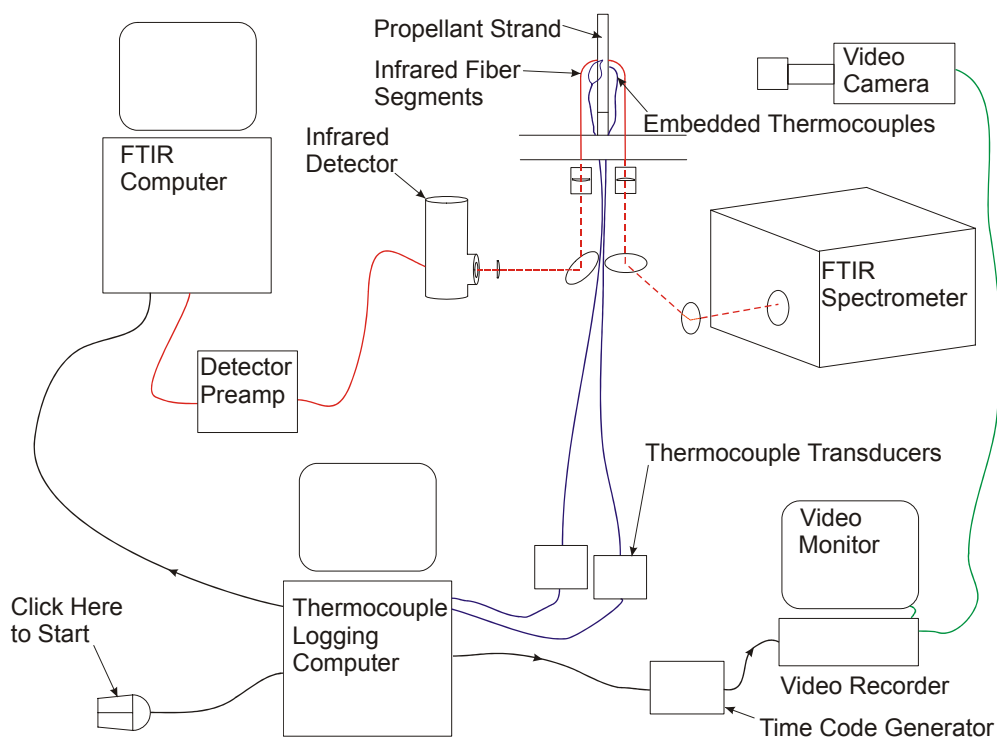 Propellant Strand
Infrared Fiber
Segments
Video
Camera
Embedded Thermocouples
Infrared
Detector
FTIR
Computer
FTIR
Spectrometer
Detector
Preamp
Thermocouple Transducers
Video
Monitor
Click Here
to Start
Thermocouple
Logging
Computer
Video Recorder
Time Code Generator